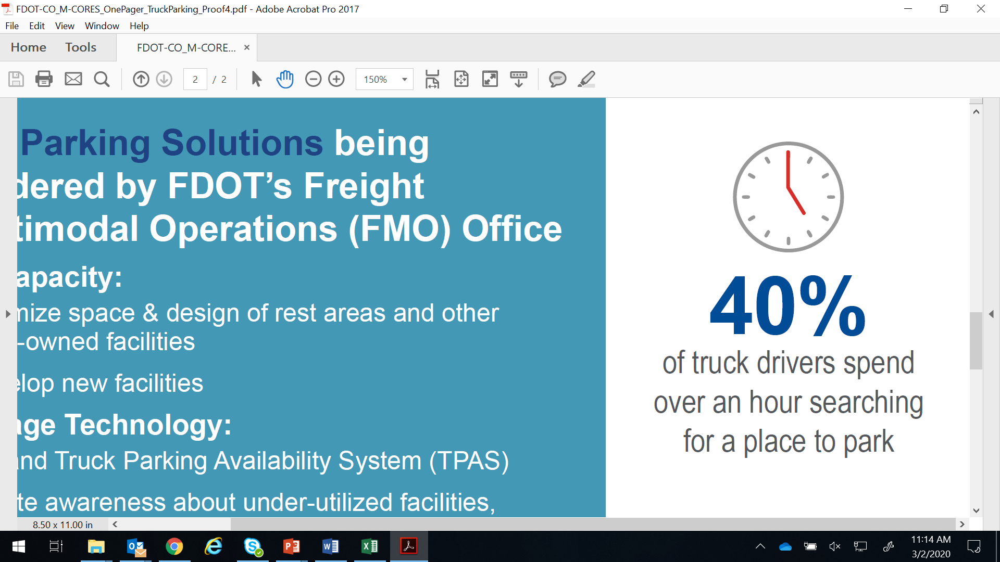 FDOT-CO_M-CORES_OnePager_TruckParking_Proof4.pdf - Adobe Acrobat Pro 2017
File Edit View Window Help
Home Tools FDOT-CO_M-CORE... ×
2 / 2 150%
Parking Solutions being
dered by FDOT’s Freight
timodal Operations (FMO) Office
apacity:
mize space & design of rest areas and other
-owned facilities
elop new facilities
age Technology:
and Truck Parking Availability System (TPAS)
te awareness about under-utilized facilities,
40%
of truck drivers spend
over an hour searching
for a place to park
8.50 x 11.00 in
11:14 AM
3/2/2020